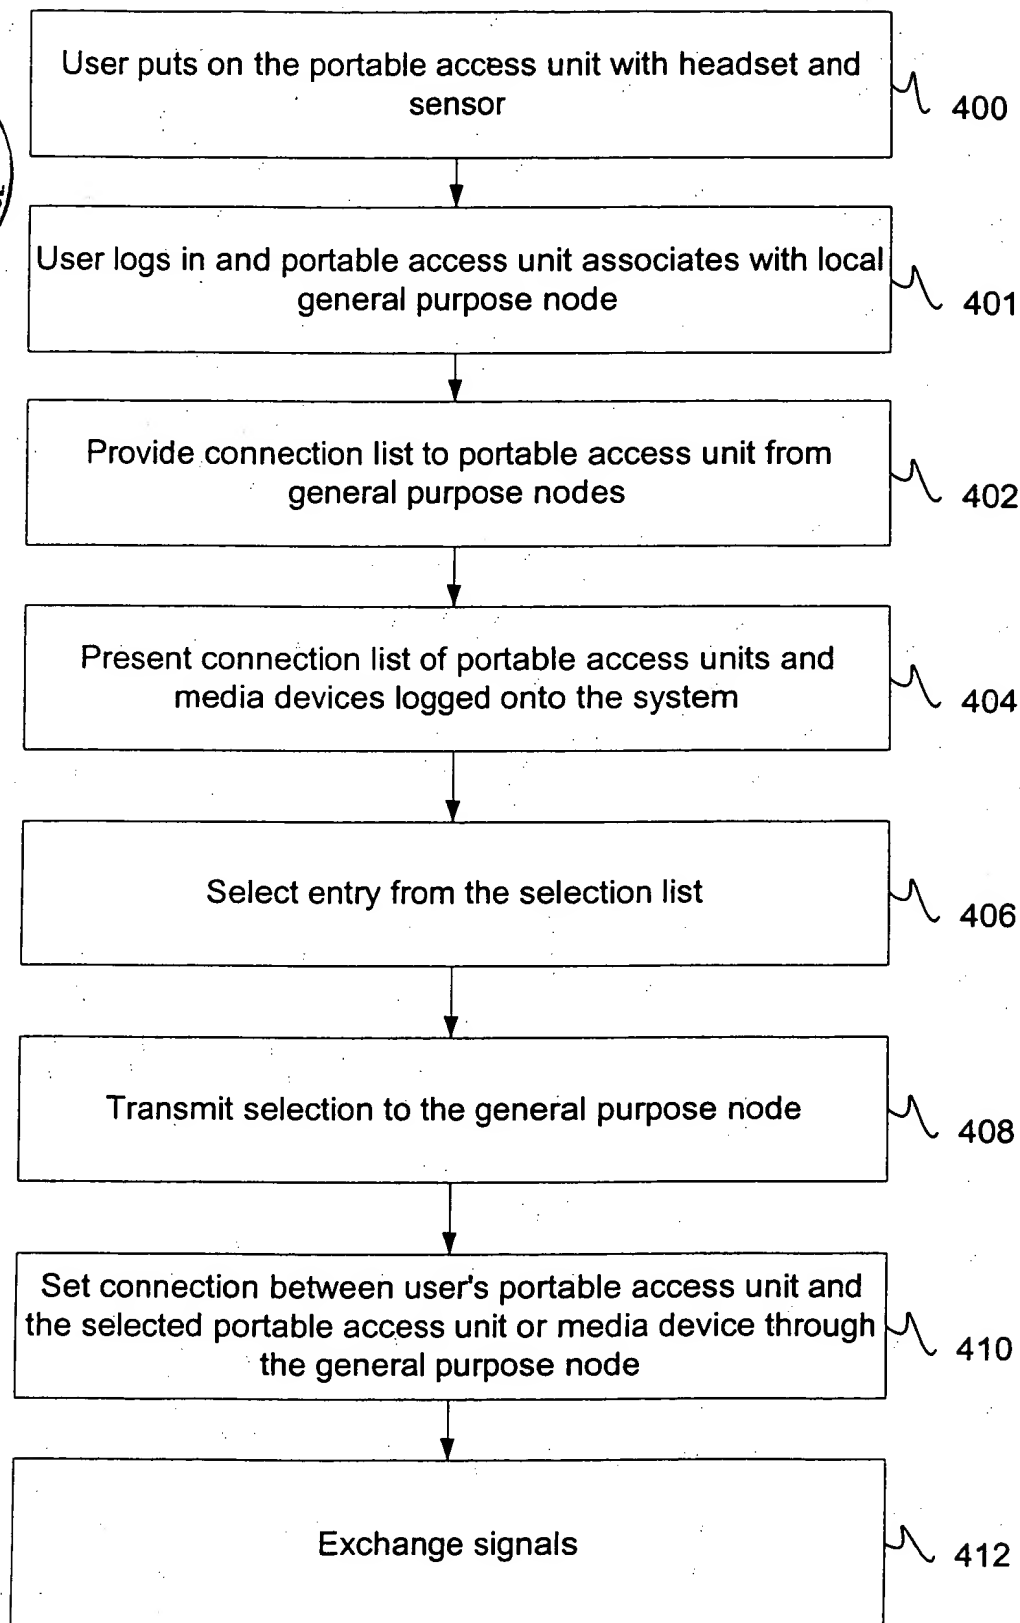 User puts on the portable access unit with headset and
sensor
400
User logs in and portable access unit associates with local
general purpose node
401
Provide connection list to portable access unit from
general purpose nodes
402
Present connection list of portable access units and
media devices logged onto the system
404
Select entry from the selection list
406
Transmit selection to the general purpose node
408
Set connection between user's portable access unit and
the selected portable access unit or media device through
the general purpose node
410
Exchange signals
412